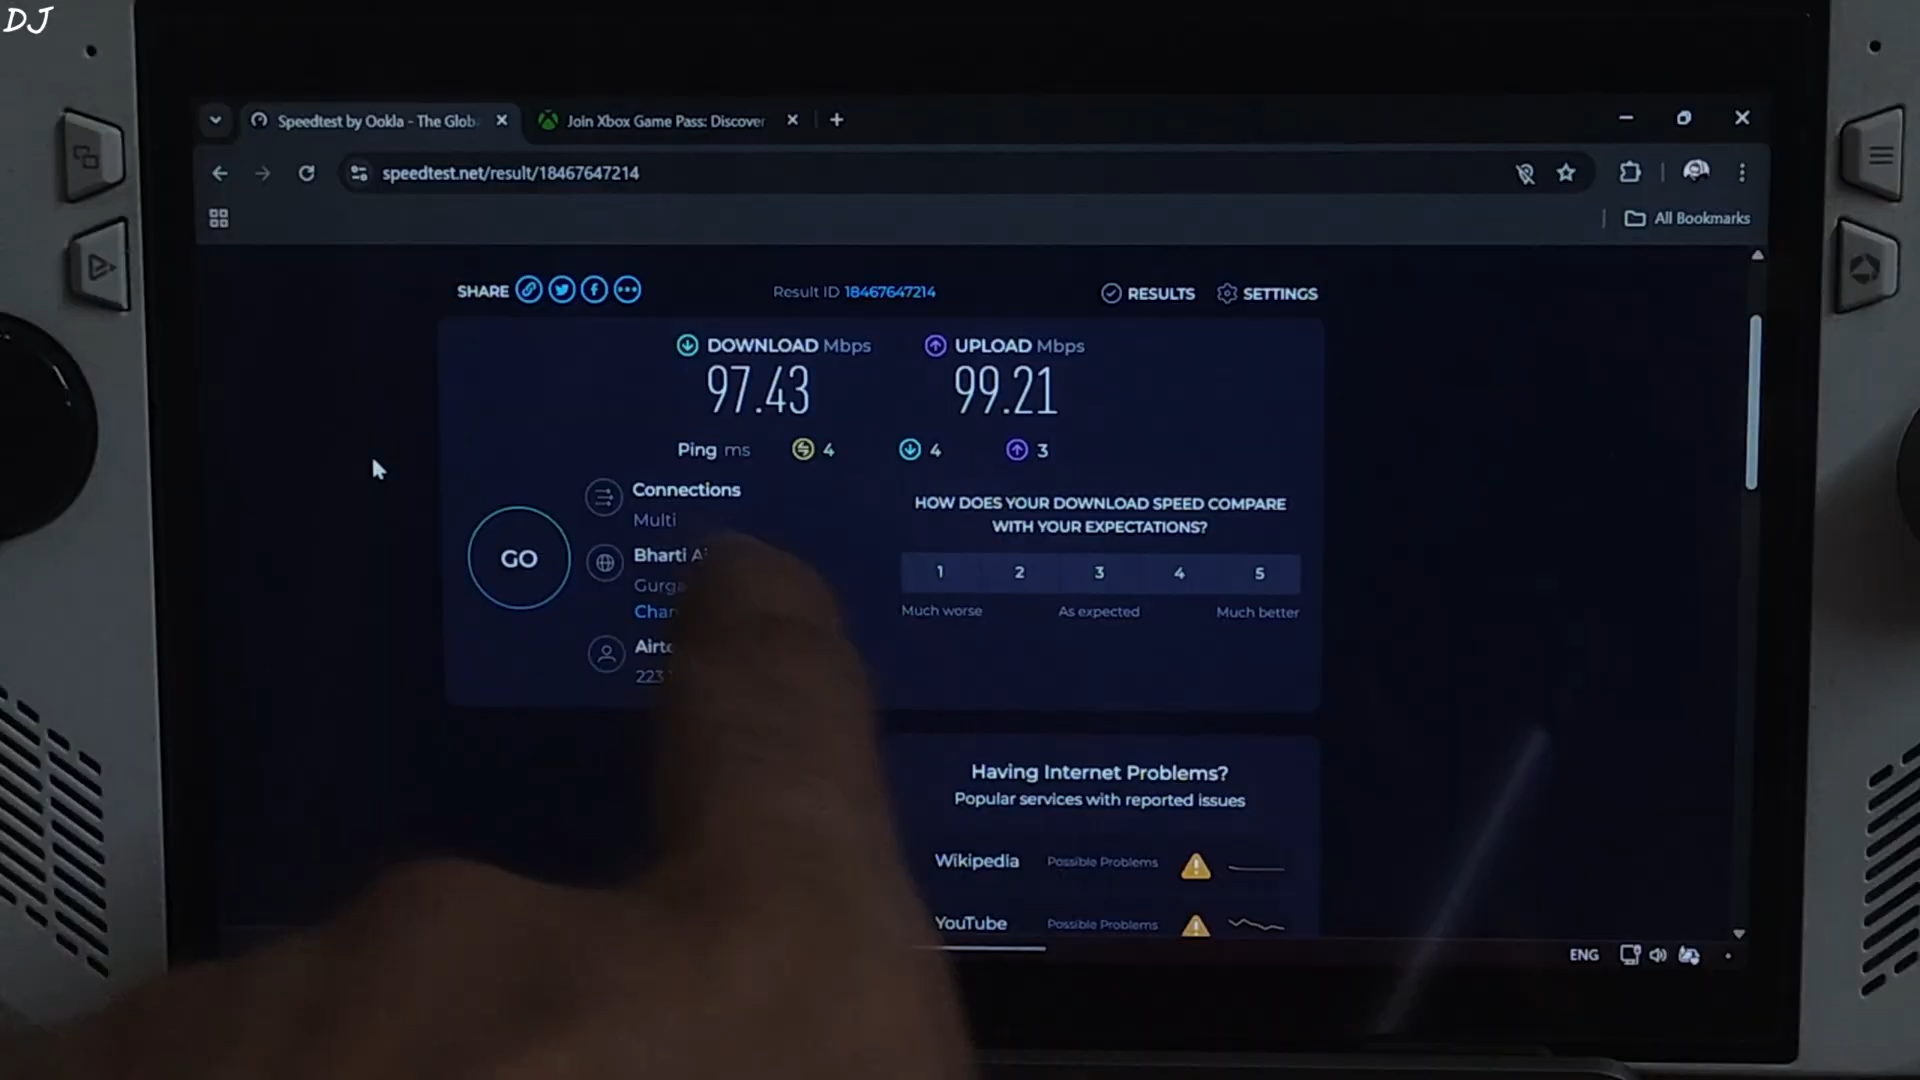 DJ
Speedtest by Ookla - The Glob
Join Xbox Game Pass: Discover
speedtest.net/result/18467647214
All Bookmarks
SHARE
Result ID 18467647214
RESULTS
SETTINGS
DOWNLOAD Mbps
UPLOAD Mbps
97.43
99.21
Ping ms 4 4 3
Connections
Multi
HOW DOES YOUR DOWNLOAD SPEED COMPARE
WITH YOUR EXPECTATIONS?
GO
Bharti
1 2 3 4 5
Much worse As expected Much better
223
Having Internet Problems?
Popular services with reported issues
Wikipedia Possible Problems
YouTube Possible Problems
ENG